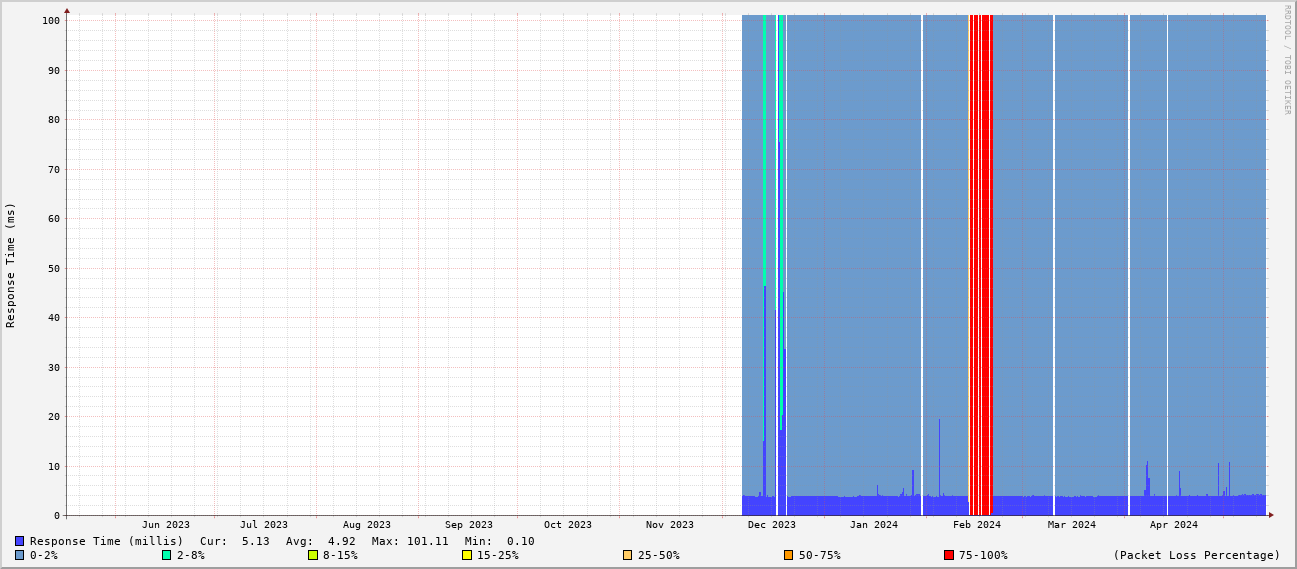 RRDTOOL / TOBI OETIKER
Response Time (ms)
100
90
80
70
60
50
40
30
20
10
0
Jun 2023 Jul 2023 Aug 2023 Sep 2023 Oct 2023 Nov 2023 Dec 2023 Jan 2024 Feb 2024 Mar 2024 Apr 2024
Response Time (millis) Cur: 5.13 Avg: 4.92 Max: 101.11 Min: 0.10
0-2% 2-8% 8-15% 15-25% 25-50% 50-75% 75-100% (Packet Loss Percentage)